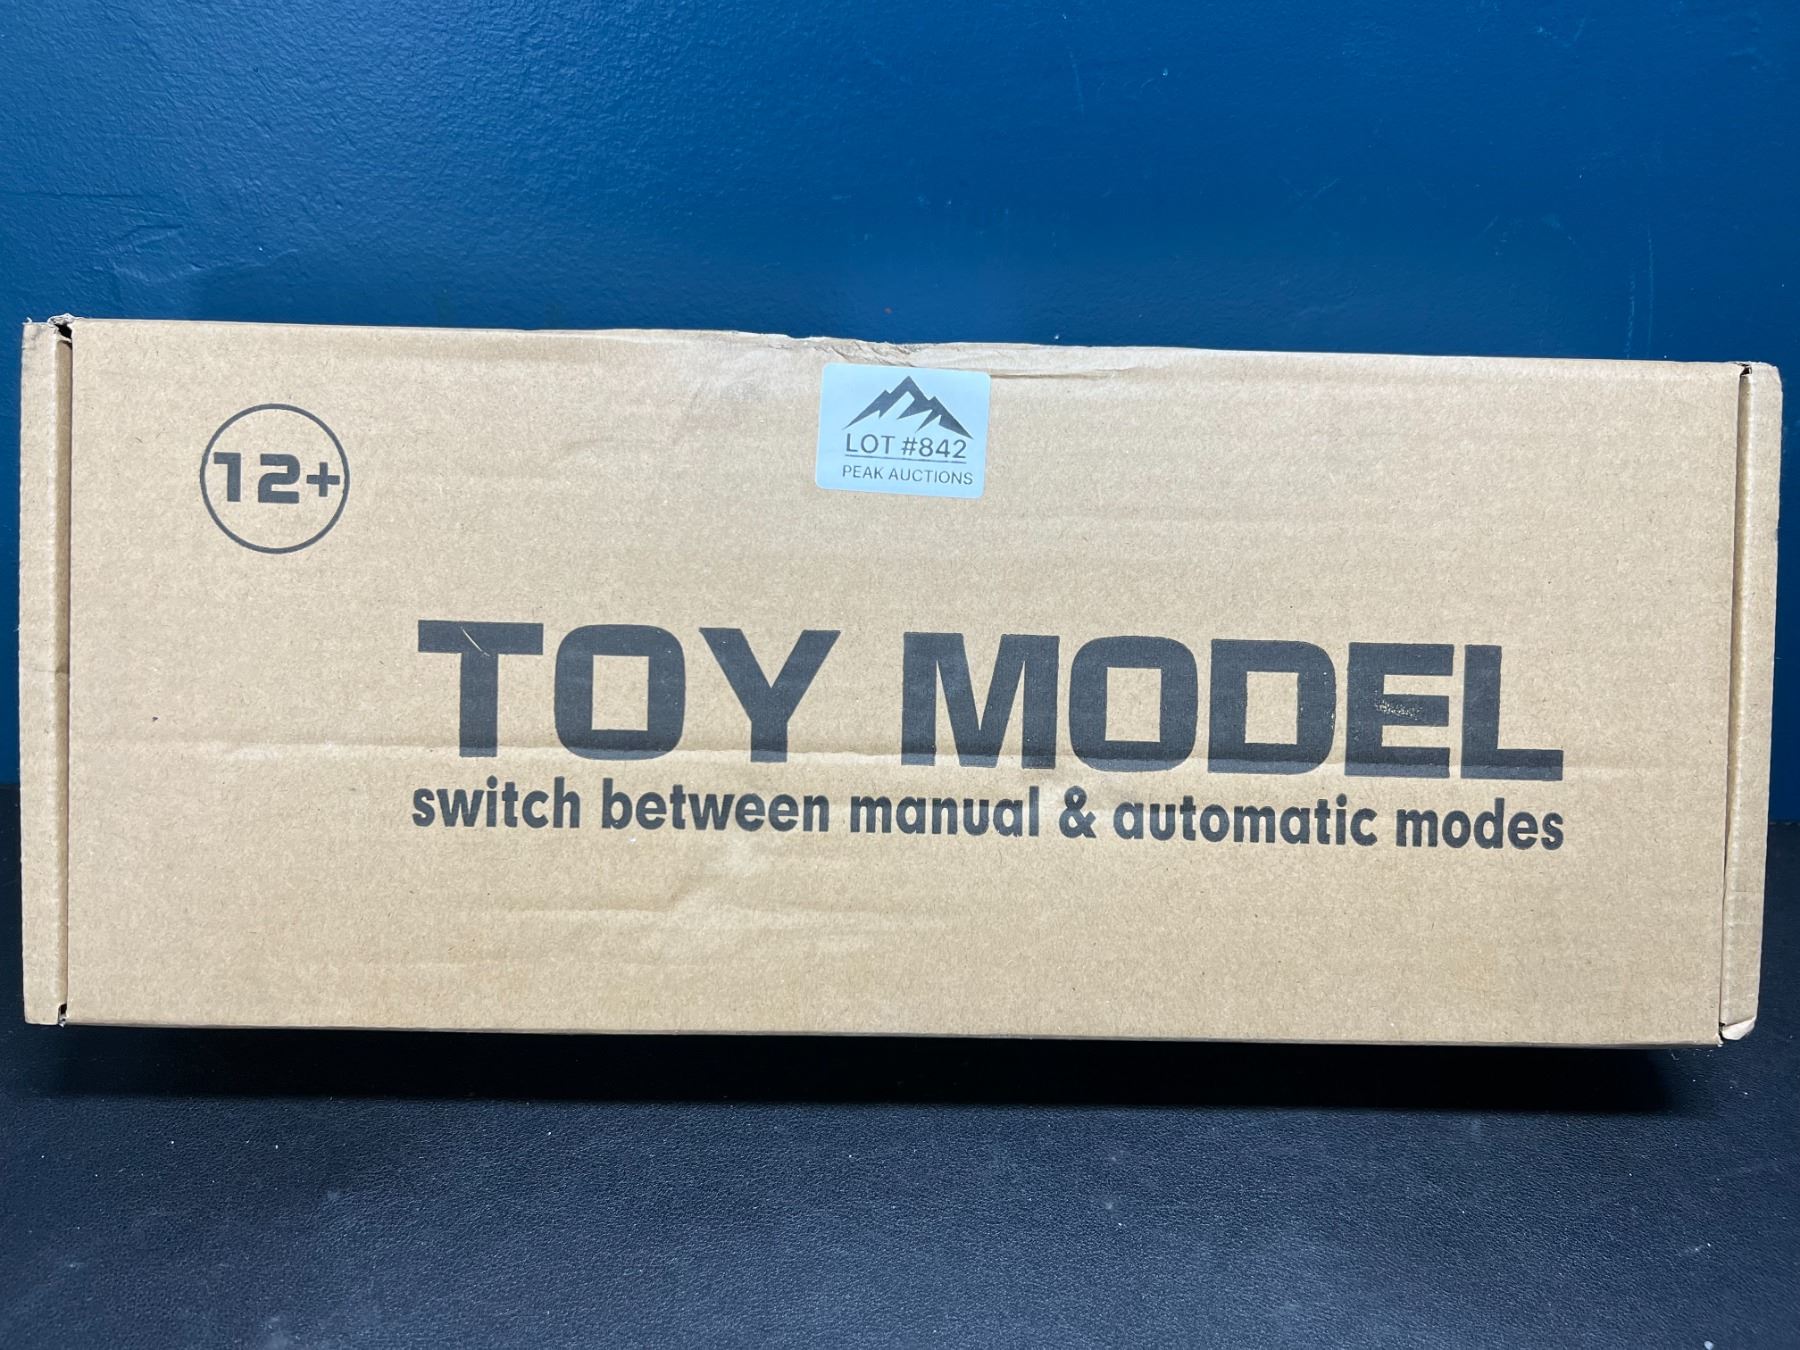 LOT #842
PEAK AUCTIONS
12+
TOY MODEL
switch between manual & automatic modes